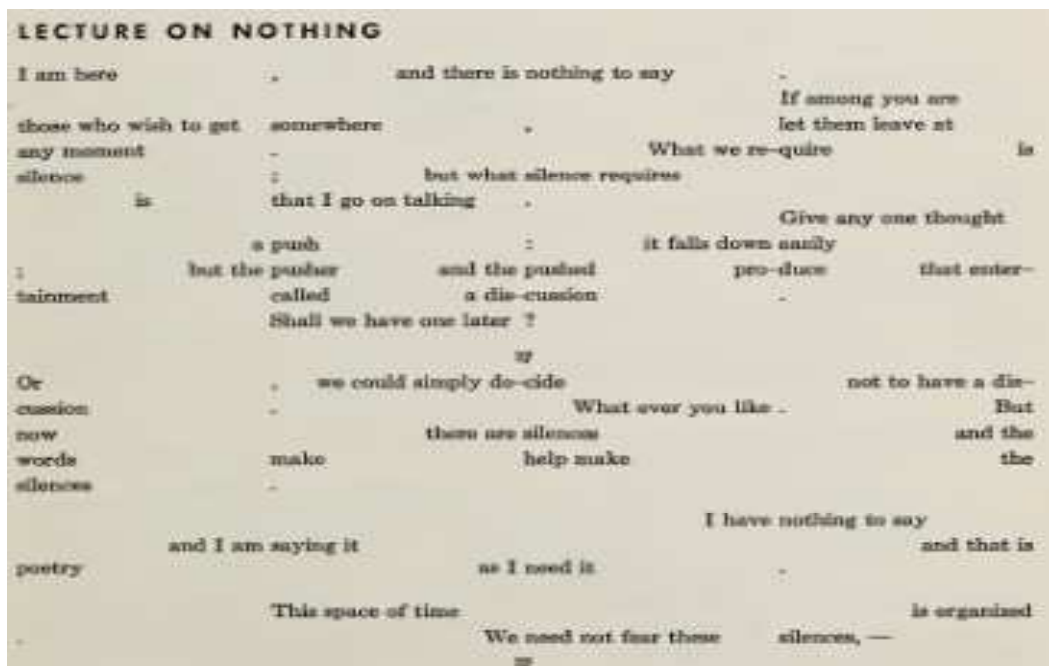 LECTURE ON NOTHING
I am here , and there is nothing to say .
If among you are
those who wish to get somewhere , let them leave at
any moment . What we re-quire is
silence ; but what silence requires
is that I go on talking .
Give any one thought
a push : it falls down easily
; but the pusher and the pushed pro-duce that enter-
tainment called a dis-cussion .
Shall we have one later ?
Or , we could simply de-cide not to have a dis-
cussion . What ever you like . But
now there are silences and the
words make help make the
silences .
I have nothing to say
and I am saying it and that is
poetry as I need it .
This space of time is organized
. We need not fear these silences, —